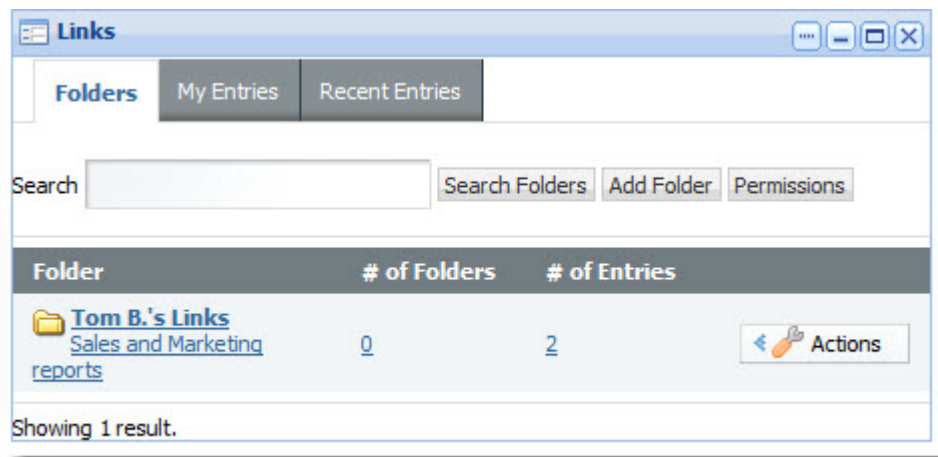 Links
Folders My Entries Recent Entries
Search Search Folders Add Folder Permissions
Folder # of Folders # of Entries
Tom B.'s Links
Sales and Marketing 0 2 Actions
reports
Showing 1 result.